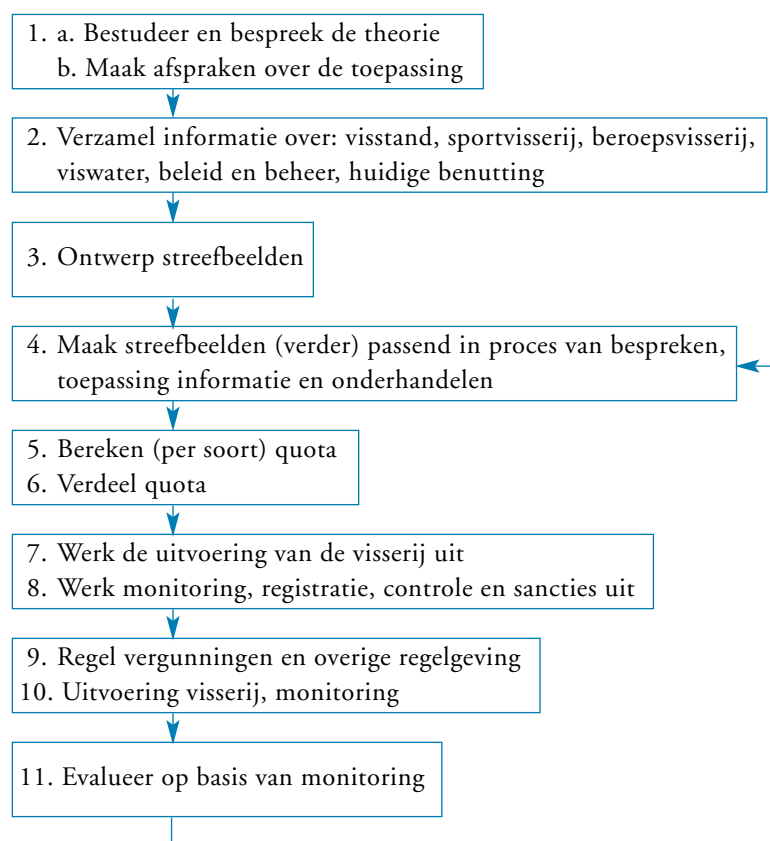 1. a. Bestudeer en bespreek de theorie
b. Maak afspraken over de toepassing
2. Verzamel informatie over: visstand, sportvisserij, beroepsvisserij,
viswater, beleid en beheer, huidige benutting
3. Ontwerp streefbeelden
4. Maak streefbeelden (verder) passend in proces van bespreken,
toepassing informatie en onderhandelen
5. Bereken (per soort) quota
6. Verdeel quota
7. Werk de uitvoering van de visserij uit
8. Werk monitoring, registratie, controle en sancties uit
9. Regel vergunningen en overige regelgeving
10. Uitvoering visserij, monitoring
11. Evalueer op basis van monitoring